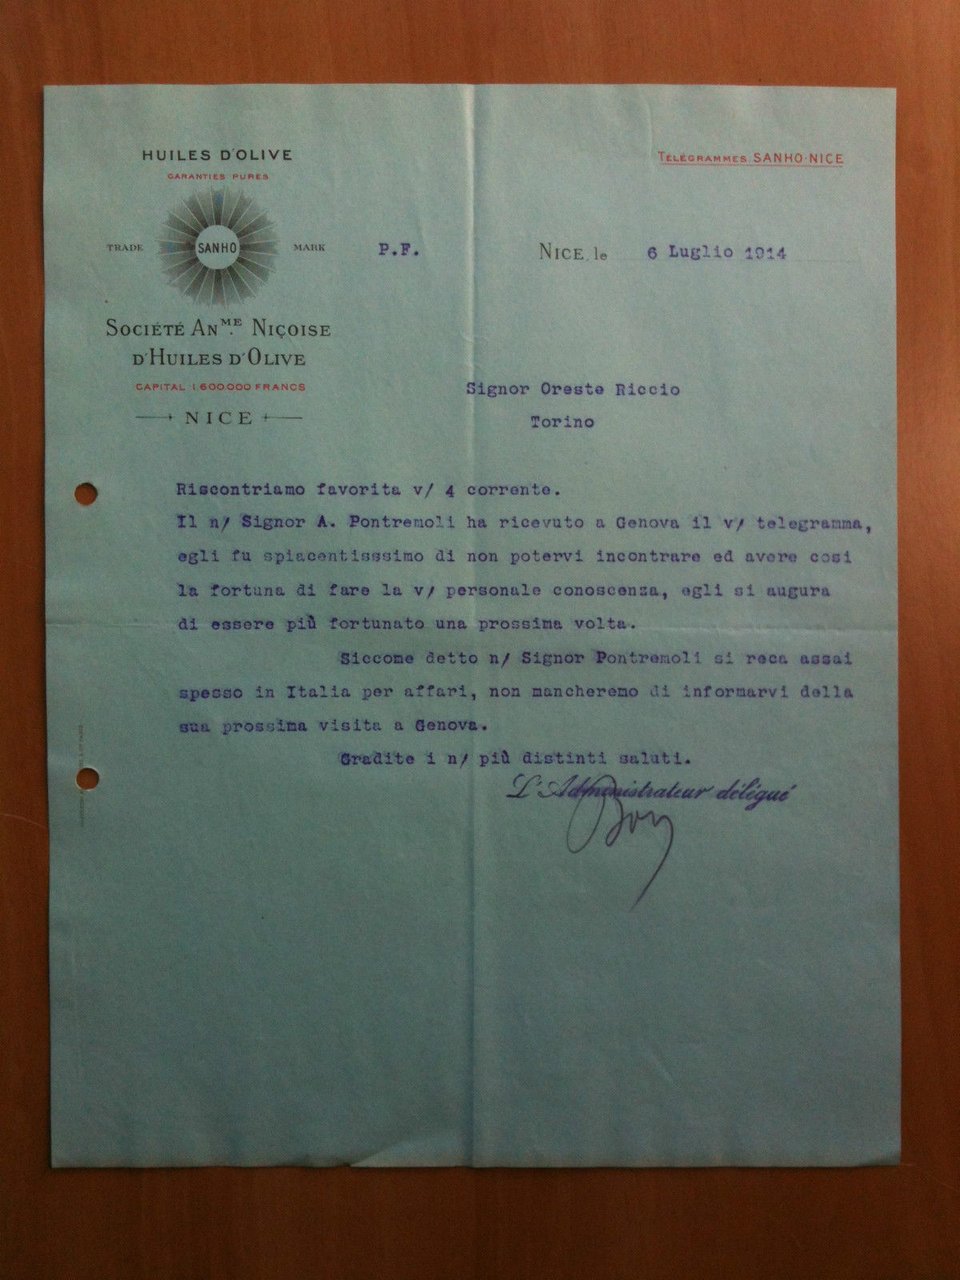 HUILES D'OLIVE
GARANTIES PURES
TRADE SANHO MARK
SOCIÉTÉ ANME. NIÇOISE
D'HUILES D'OLIVE
CAPITAL 1.600.000 FRANCS
NICE
TÉLÉGRAMMES. SANHO-NICE
P.F.
NICE, le 6 Luglio 1914
Signor Oreste Riccio
Torino
Riscontriamo favorita v/ 4 corrente.
Il n/ Signor A. Pontremoli ha ricevuto a Genova il v/ telegramma,
egli fu spiacentisssimo di non potervi incontrare ed avere cosi
la fortuna di fare la v/ personale conoscenza, egli si augura
di essere più fortunato una prossima volta.
Siccome detto n/ Signor Pontremoli si reca assai
spesso in Italia per affari, non mancheremo di informarvi della
sua prossima visita a Genova.
Gradite i n/ più distinti saluti.
L'Administrateur délégué